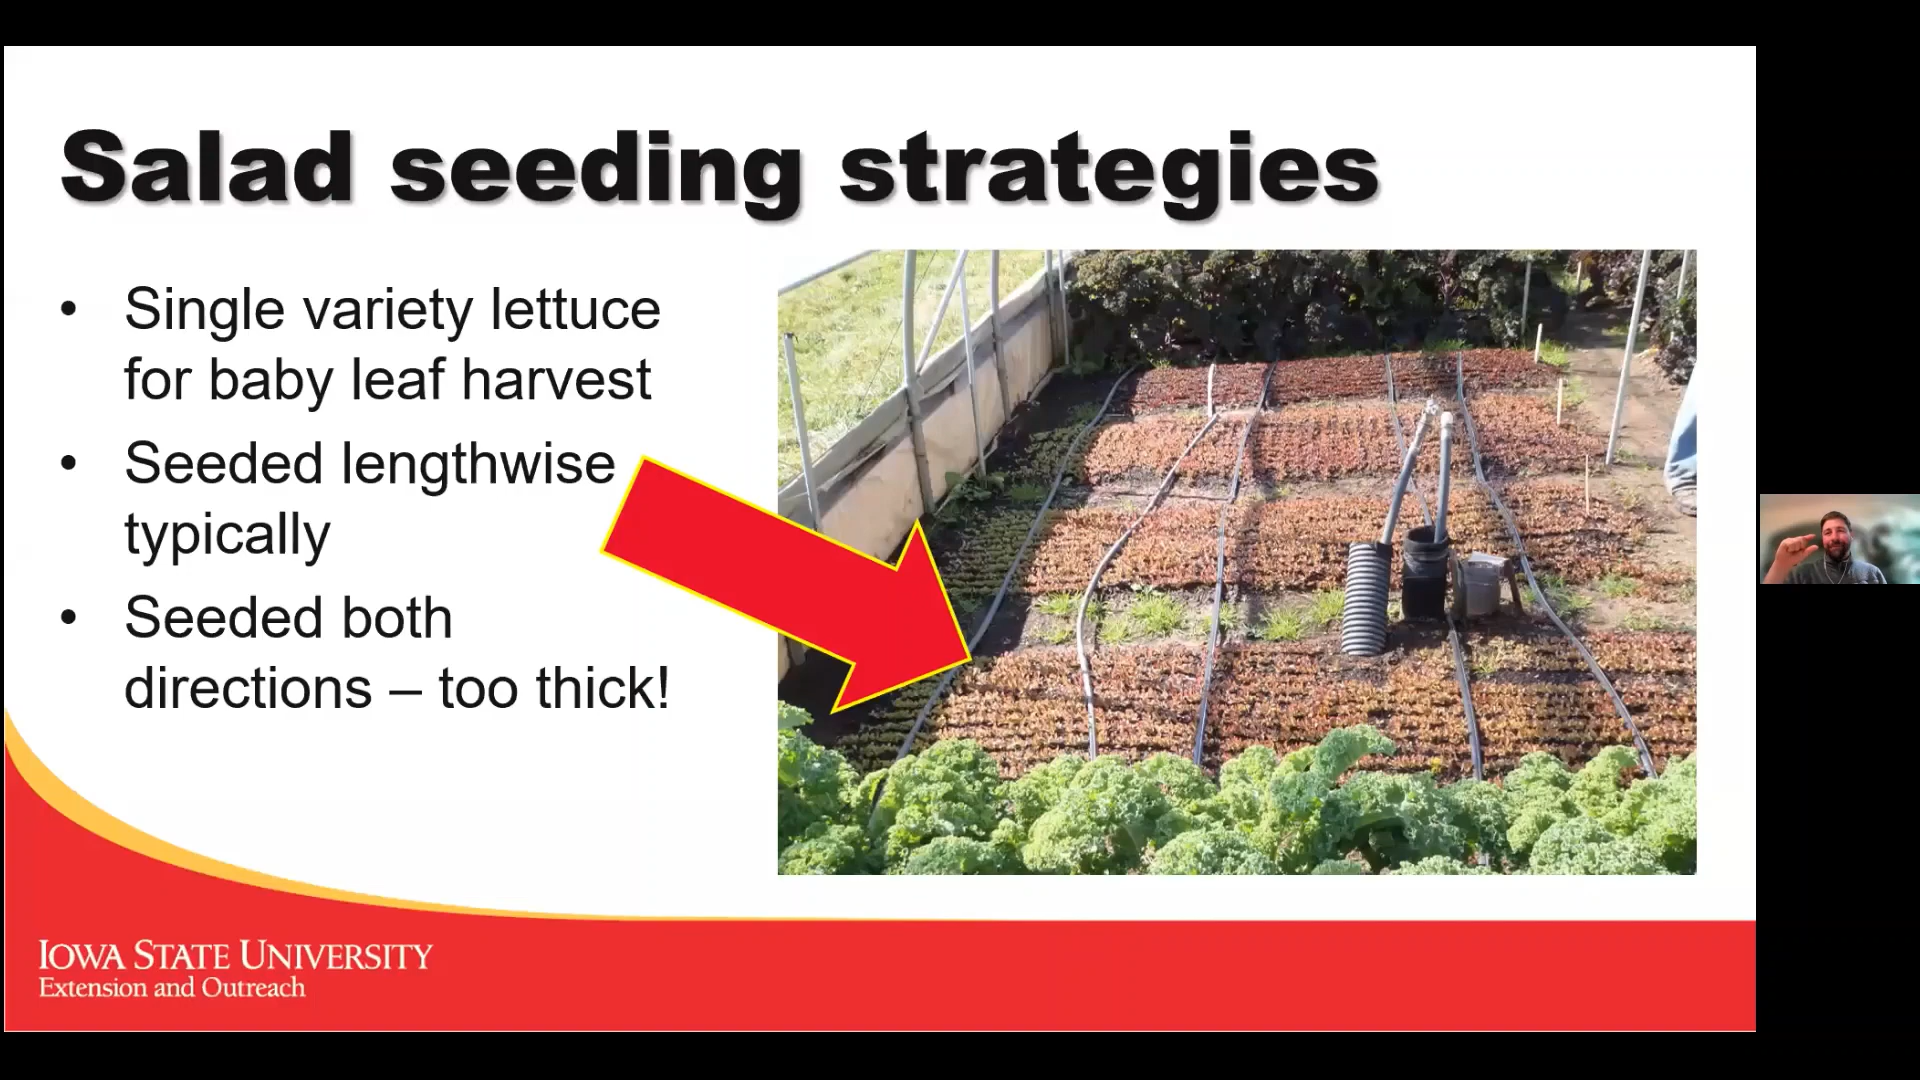 Salad seeding strategies
• Single variety lettuce
for baby leaf harvest
• Seeded lengthwise
typically
• Seeded both
directions – too thick!
IOWA STATE UNIVERSITY
Extension and Outreach